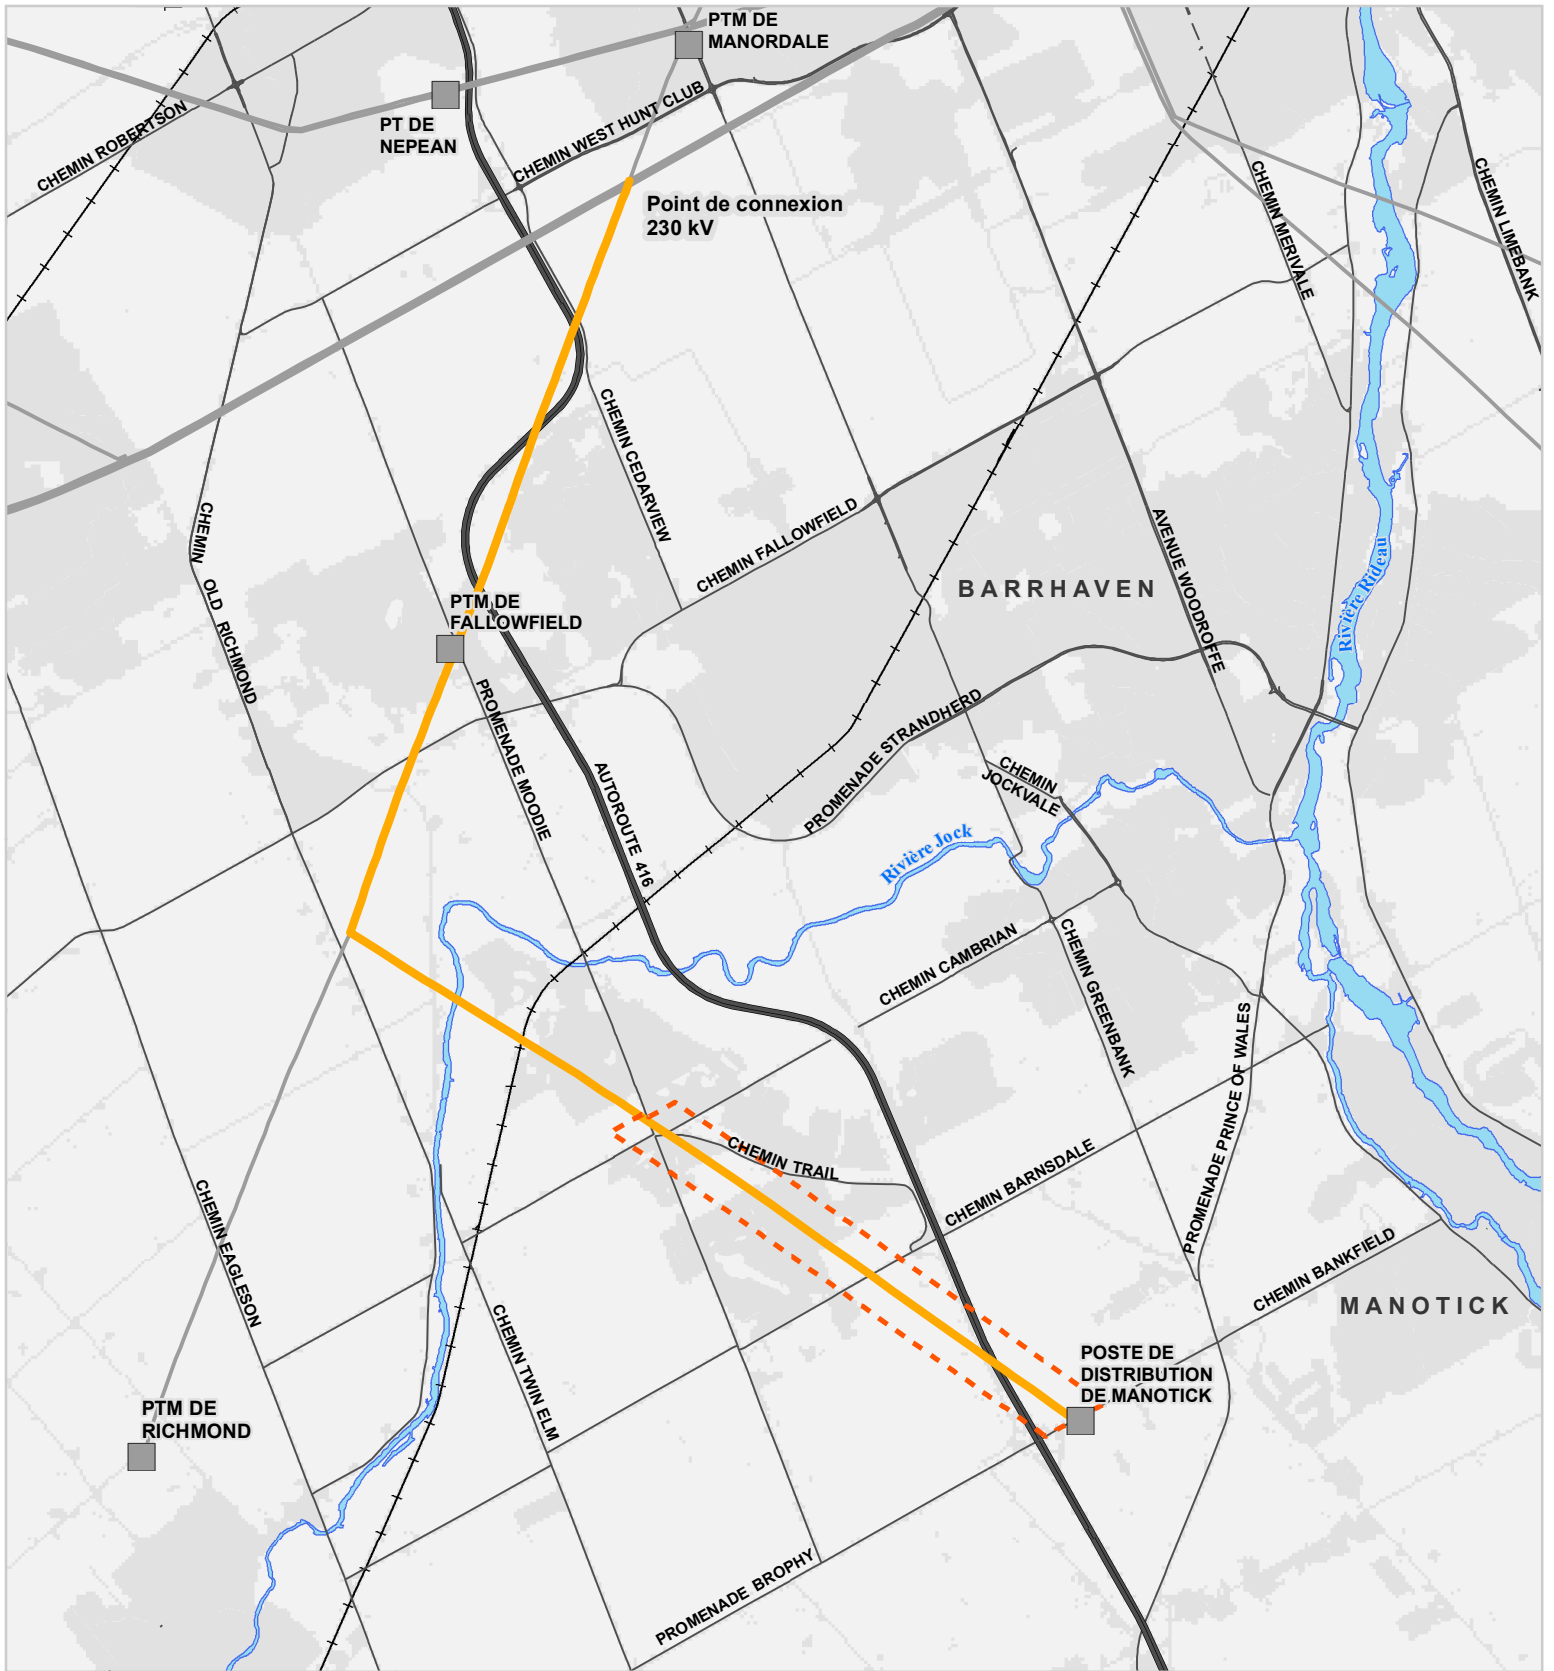 PTM DE
MANORDALE
PT DE
NEPEAN
CHEMIN ROBERTSON
CHEMIN WEST HUNT CLUB
Point de connexion
230 kV
CHEMIN MERIVALE
CHEMIN LIMEBANK
CHEMIN CEDARVIEW
CHEMIN FALLOWFIELD
CHEMIN OLD RICHMOND
AVENUE WOODROFFE
Rivière Rideau
BARRHAVEN
PTM DE
FALLOWFIELD
PROMENADE MOODIE
AUTOROUTE 416
PROMENADE STRANDHERD
CHEMIN
JOCKVALE
Rivière Jock
CHEMIN CAMBRIAN
CHEMIN GREENBANK
PROMENADE PRINCE OF WALES
CHEMIN TRAIL
CHEMIN BARNSDALE
CHEMIN EAGLESON
CHEMIN BANKFIELD
MANOTICK
CHEMIN TWIN ELM
POSTE DE
DISTRIBUTION
DE MANOTICK
PTM DE
RICHMOND
PROMENADE BROPHY